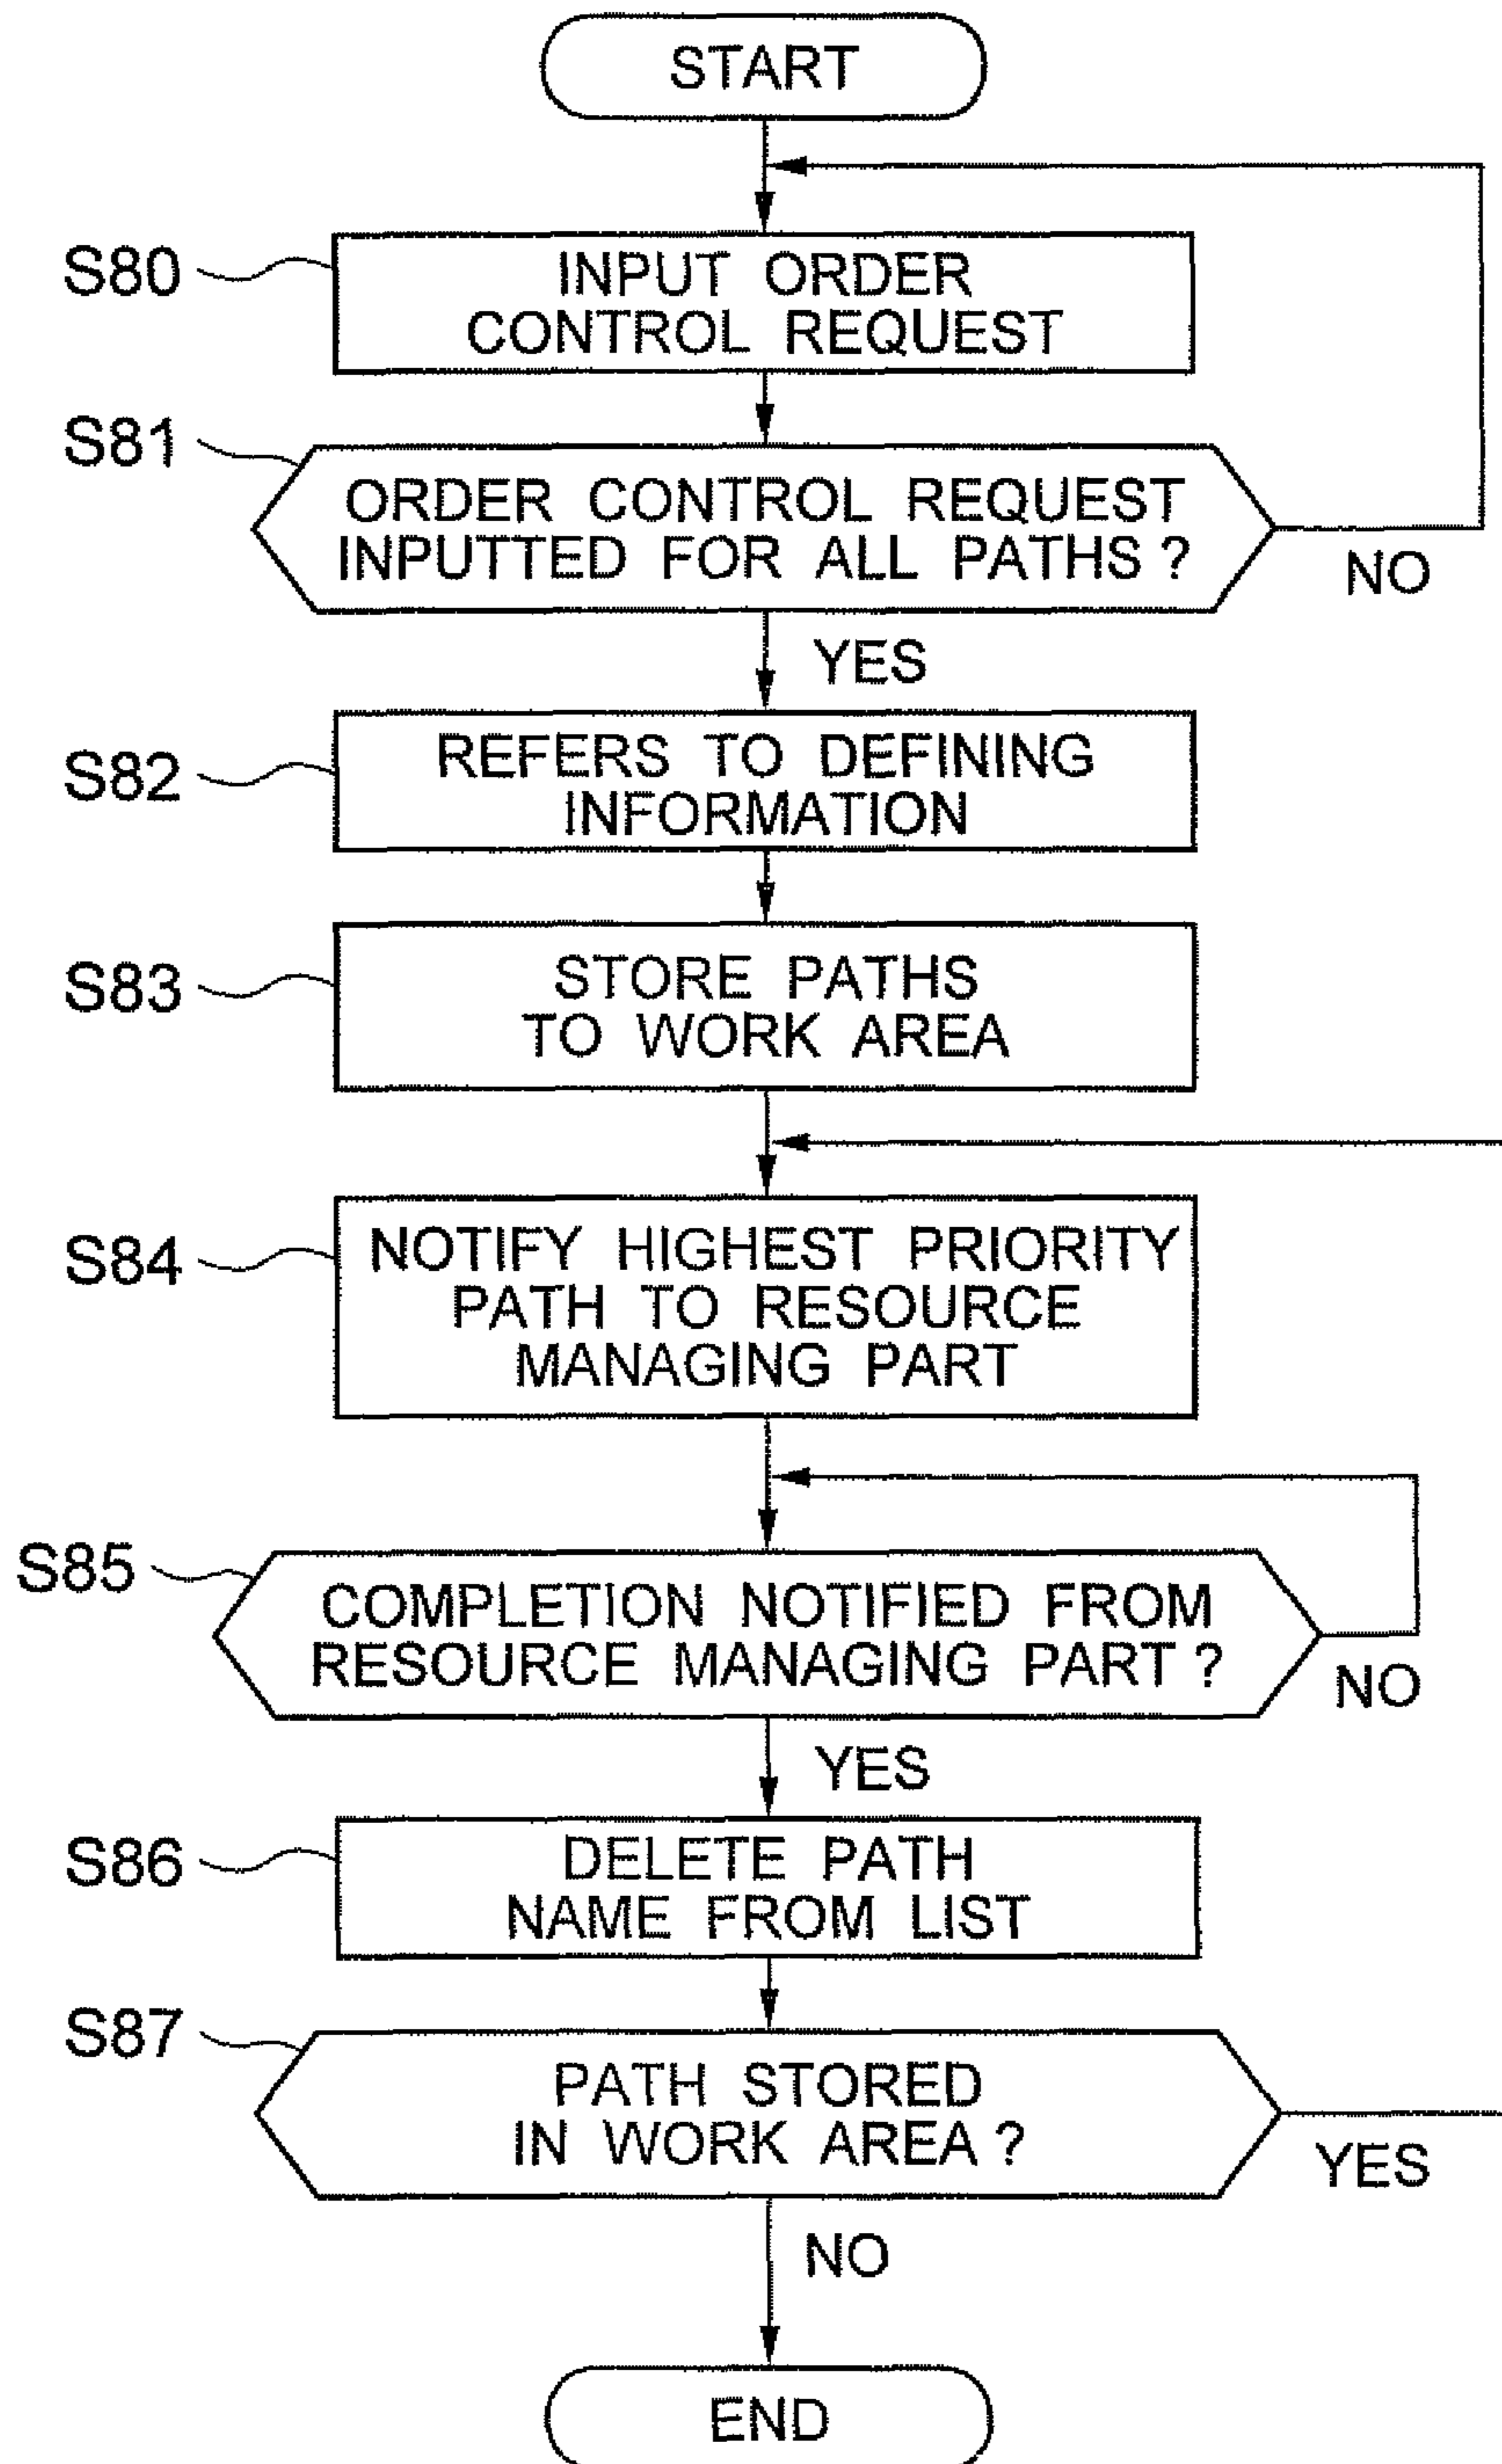 START
S80
INPUT ORDER
CONTROL REQUEST
S81
ORDER CONTROL REQUEST
INPUTTED FOR ALL PATHS ?
NO
YES
S82
REFERS TO DEFINING
INFORMATION
S83
STORE PATHS
TO WORK AREA
S84
NOTIFY HIGHEST PRIORITY
PATH TO RESOURCE
MANAGING PART
S85
COMPLETION NOTIFIED FROM
RESOURCE MANAGING PART ?
NO
YES
S86
DELETE PATH
NAME FROM LIST
S87
PATH STORED
IN WORK AREA ?
YES
NO
END